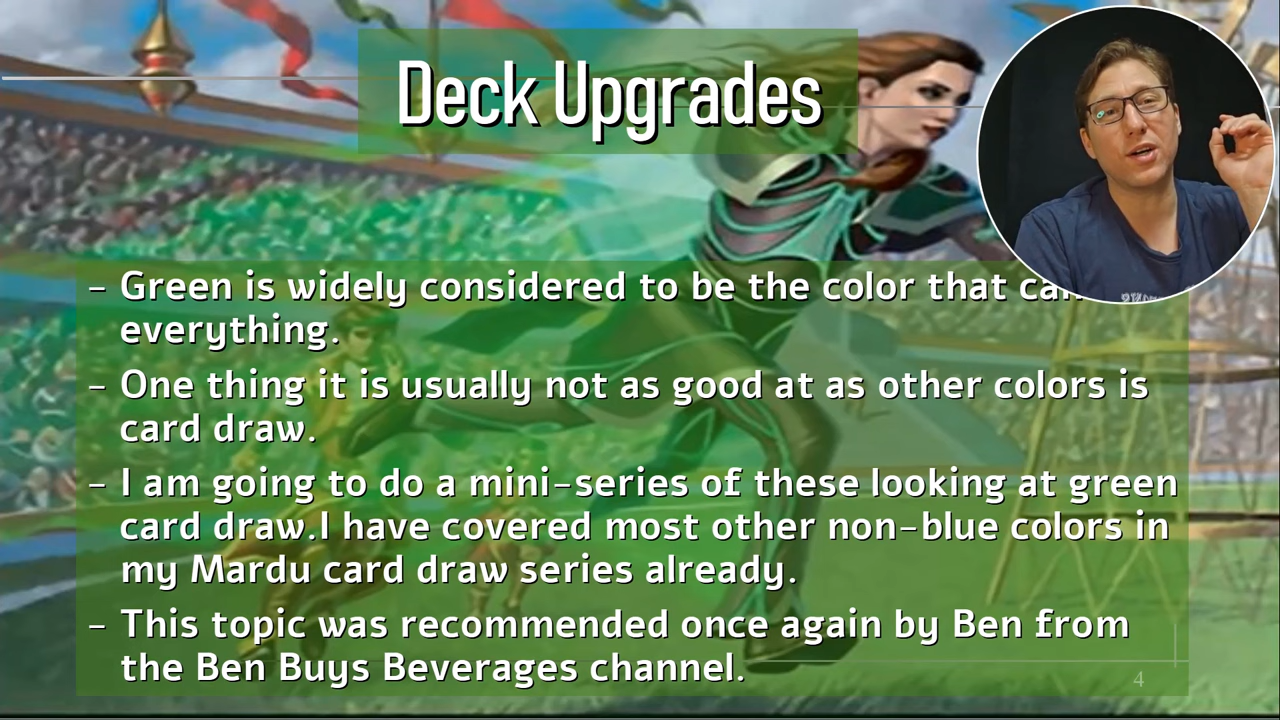 Deck Upgrades
– Green is widely considered to be the color that can
everything.
– One thing it is usually not as good at as other colors is
card draw.
– I am going to do a mini-series of these looking at green
card draw.I have covered most other non-blue colors in
my Mardu card draw series already.
– This topic was recommended once again by Ben from
the Ben Buys Beverages channel.
4